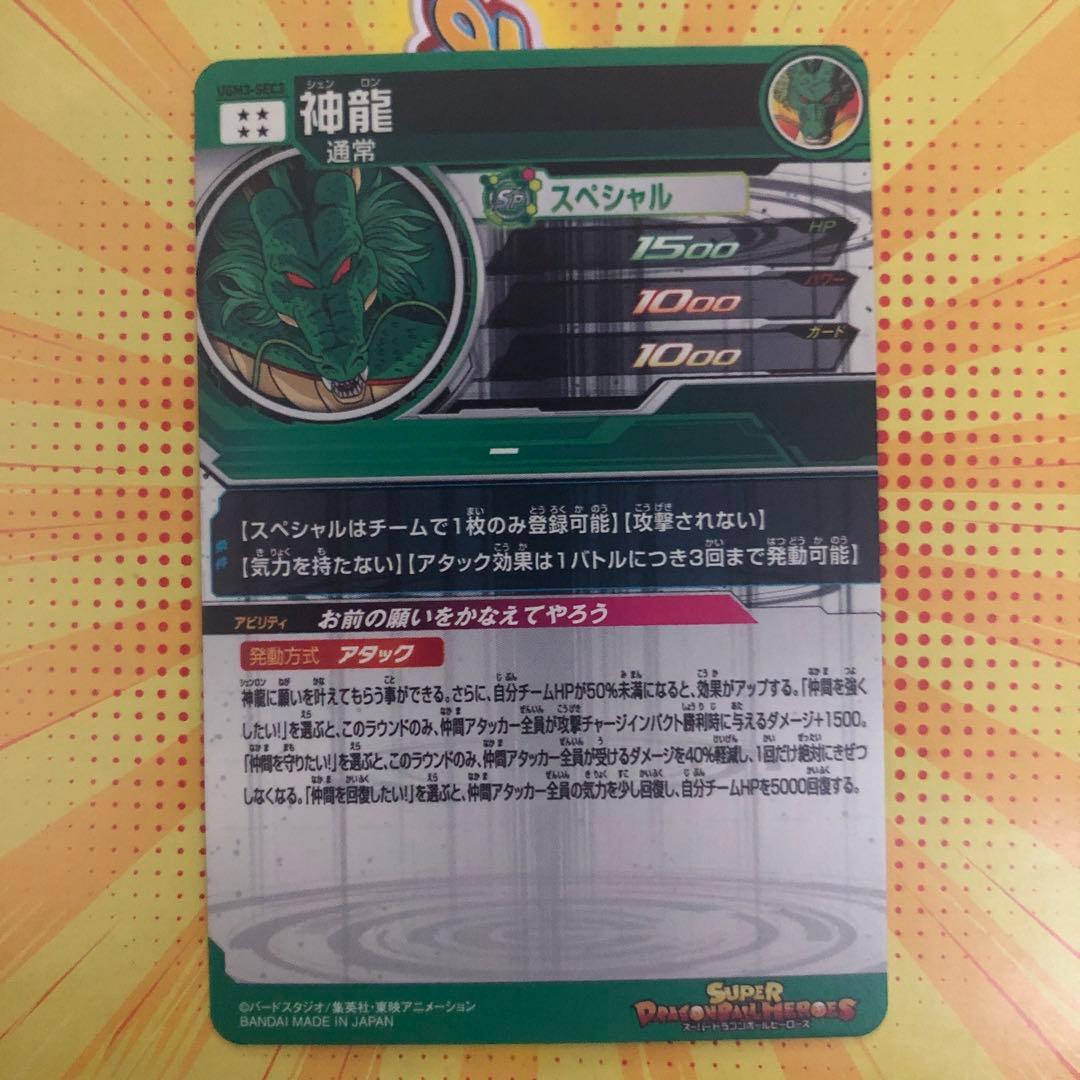 UGM3-SEC3
シェン ロン
神龍
通常
SP スペシャル
HP
1500
パワー
1000
ガード
1000
ー
条件
【スペシャルはチームで1枚のみ登録可能】【攻撃されない】
【気力を持たない】【アタック効果は1バトルにつき3回まで発動可能】
アビリティ お前の願いをかなえてやろう
発動方式 アタック
神龍に願いを叶えてもらう事ができる。さらに、自分チームHPが50%未満になると、効果がアップする。「仲間を強く
したい!」を選ぶと、このラウンドのみ、仲間アタッカー全員が攻撃チャージインパクト勝利時に与えるダメージ+1500。
「仲間を守りたい!」を選ぶと、このラウンドのみ、仲間アタッカー全員が受けるダメージを40%軽減し、1回だけ絶対にきぜつ
しなくなる。「仲間を回復したい!」を選ぶと、仲間アタッカー全員の気力を少し回復し、自分チームHPを5000回復する。
©バードスタジオ/集英社・東映アニメーション
BANDAI MADE IN JAPAN
SUPER
DRAGONBALL HEROES
スーパードラゴンボールヒーローズ